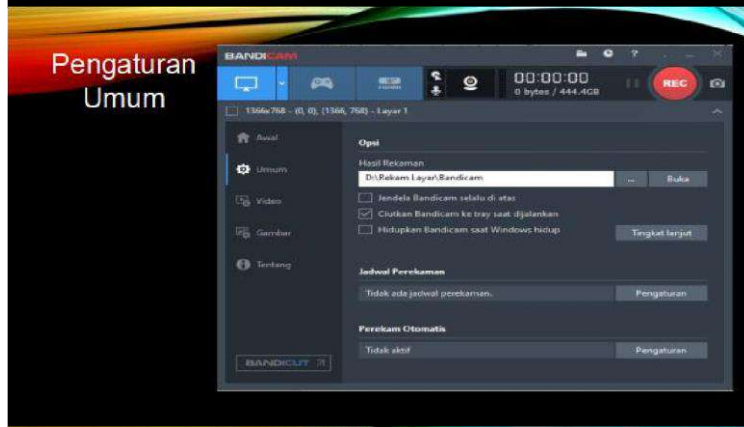 Pengaturan
Umum
BANDICAM
00:00:00
0 bytes / 444.4GB
REC
1366x768 - (0, 0), (1366, 768) - Layar 1
Awal
Umum
Video
Gambar
Tentang
BANDICUT
Opsi
Hasil Rekaman
D:\Rekam Layar\Bandicam
... Buka
Jendela Bandicam selalu di atas
Ciutkan Bandicam ke tray saat dijalankan
Hidupkan Bandicam saat Windows hidup
Tingkat lanjut
Jadwal Perekaman
Tidak ada jadwal perekaman. Pengaturan
Perekam Otomatis
Tidak aktif Pengaturan